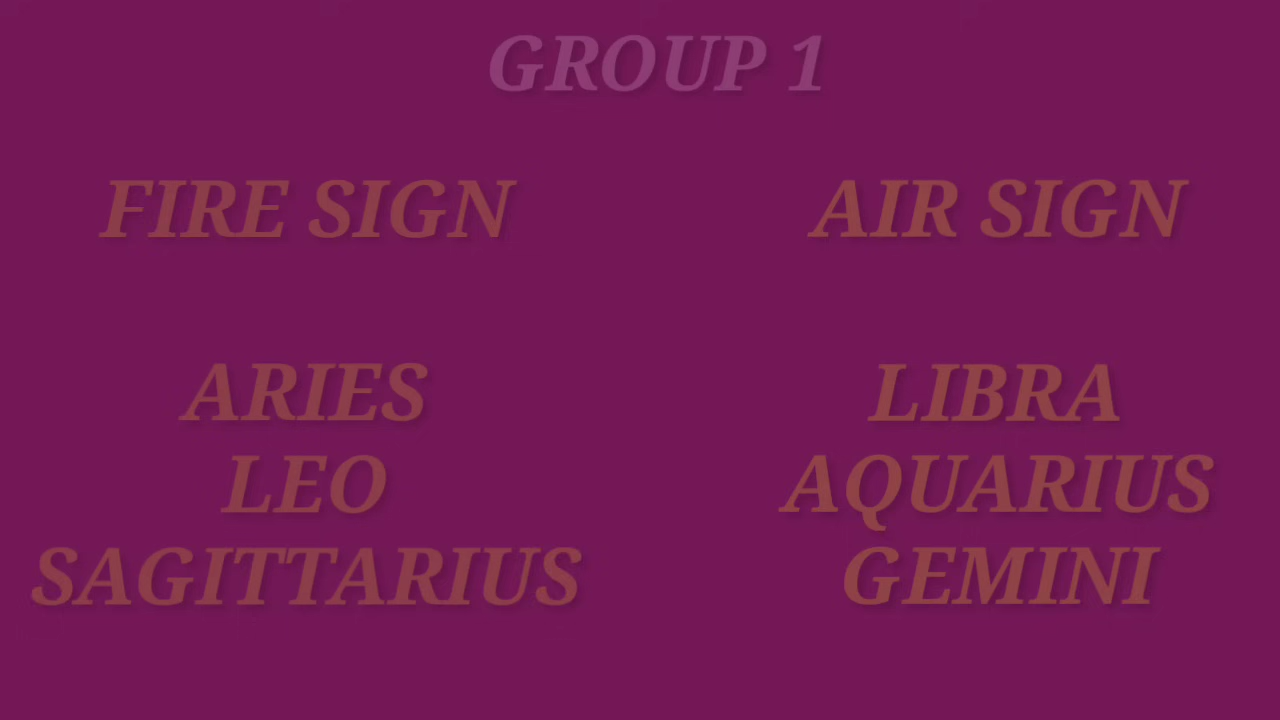 GROUP 1
FIRE SIGN
ARIES
LEO
SAGITTARIUS
AIR SIGN
LIBRA
AQUARIUS
GEMINI